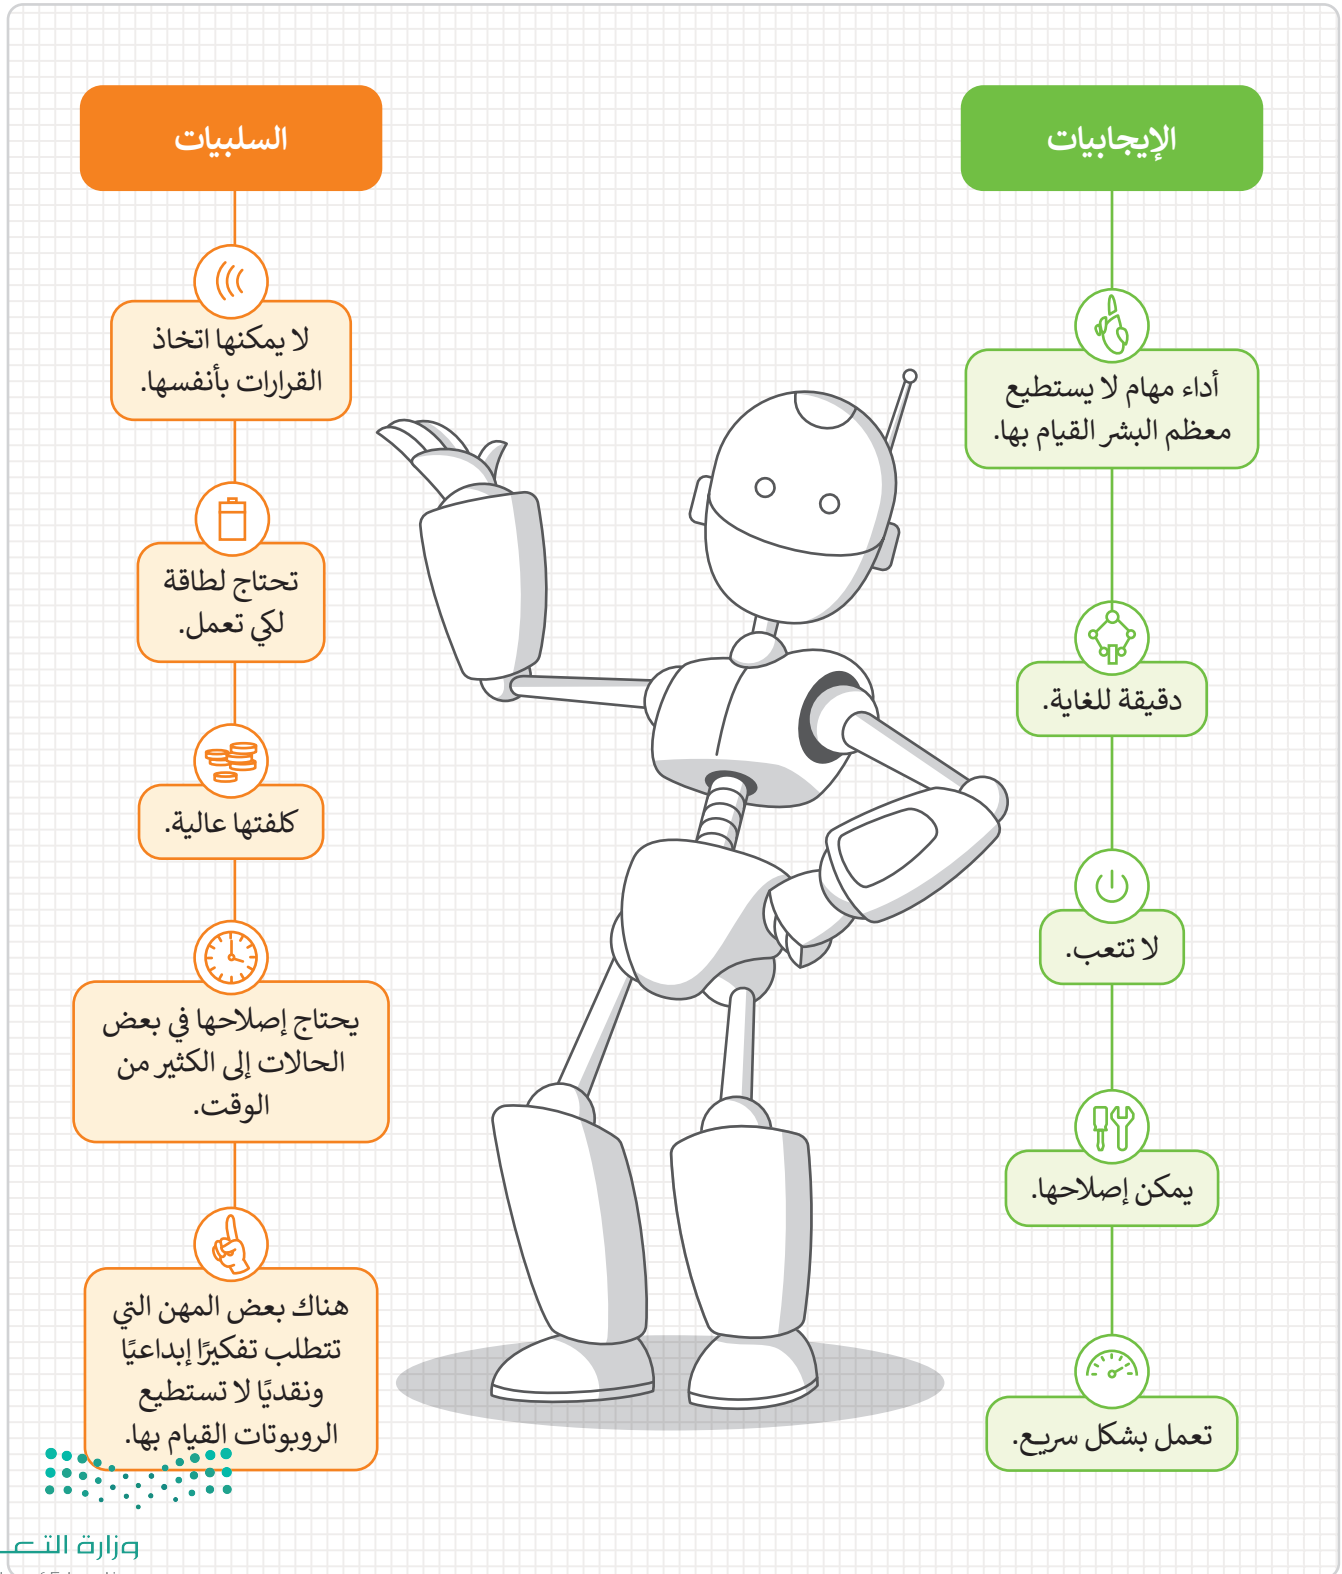 الإيجابيات
أداء مهام لا يستطيع
معظم البشر القيام بها.
دقيقة للغاية.
لا تتعب.
يمكن إصلاحها.
تعمل بشكل سريع.
السلبيات
لا يمكنها اتخاذ
القرارات بأنفسها.
تحتاج لطاقة
لكي تعمل.
كلفتها عالية.
يحتاج إصلاحها في بعض
الحالات إلى الكثير من
الوقت.
هناك بعض المهن التي
تتطلب تفكيرًا إبداعيًا
ونقديًا لا تستطيع
الروبوتات القيام بها.
وزارة التعـ